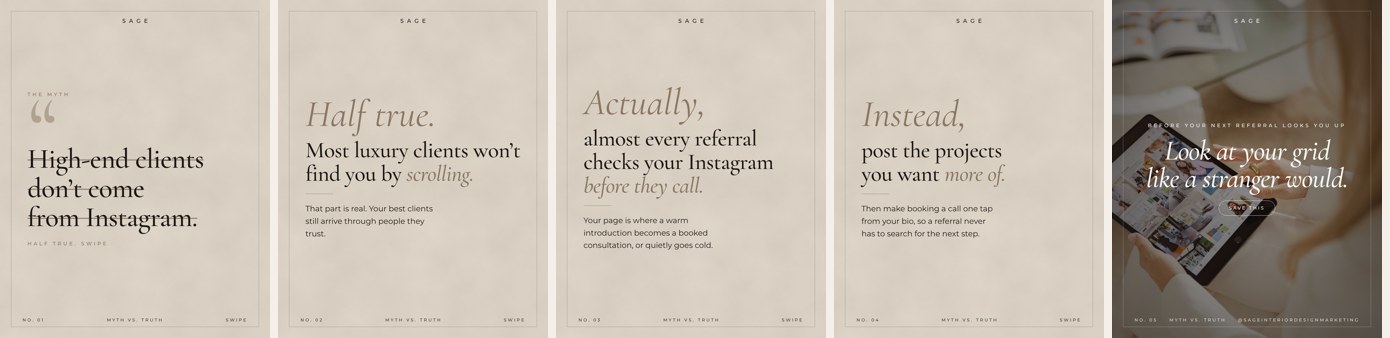 SAGE
THE MYTH
“
High-end clients
don’t come
from Instagram.
HALF TRUE. SWIPE
NO. 01 MYTH VS. TRUTH SWIPE
SAGE
Half true.
Most luxury clients won’t
find you by scrolling.
That part is real. Your best clients
still arrive through people they
trust.
NO. 02 MYTH VS. TRUTH SWIPE
SAGE
Actually,
almost every referral
checks your Instagram
before they call.
Your page is where a warm
introduction becomes a booked
consultation, or quietly goes cold.
NO. 03 MYTH VS. TRUTH SWIPE
SAGE
Instead,
post the projects
you want more of.
Then make booking a call one tap
from your bio, so a referral never
has to search for the next step.
NO. 04 MYTH VS. TRUTH SWIPE
SAGE
BEFORE YOUR NEXT REFERRAL LOOKS YOU UP
Look at your grid
like a stranger would.
SAVE THIS
NO. 05 MYTH VS. TRUTH @SAGEINTERIORDESIGNMARKETING